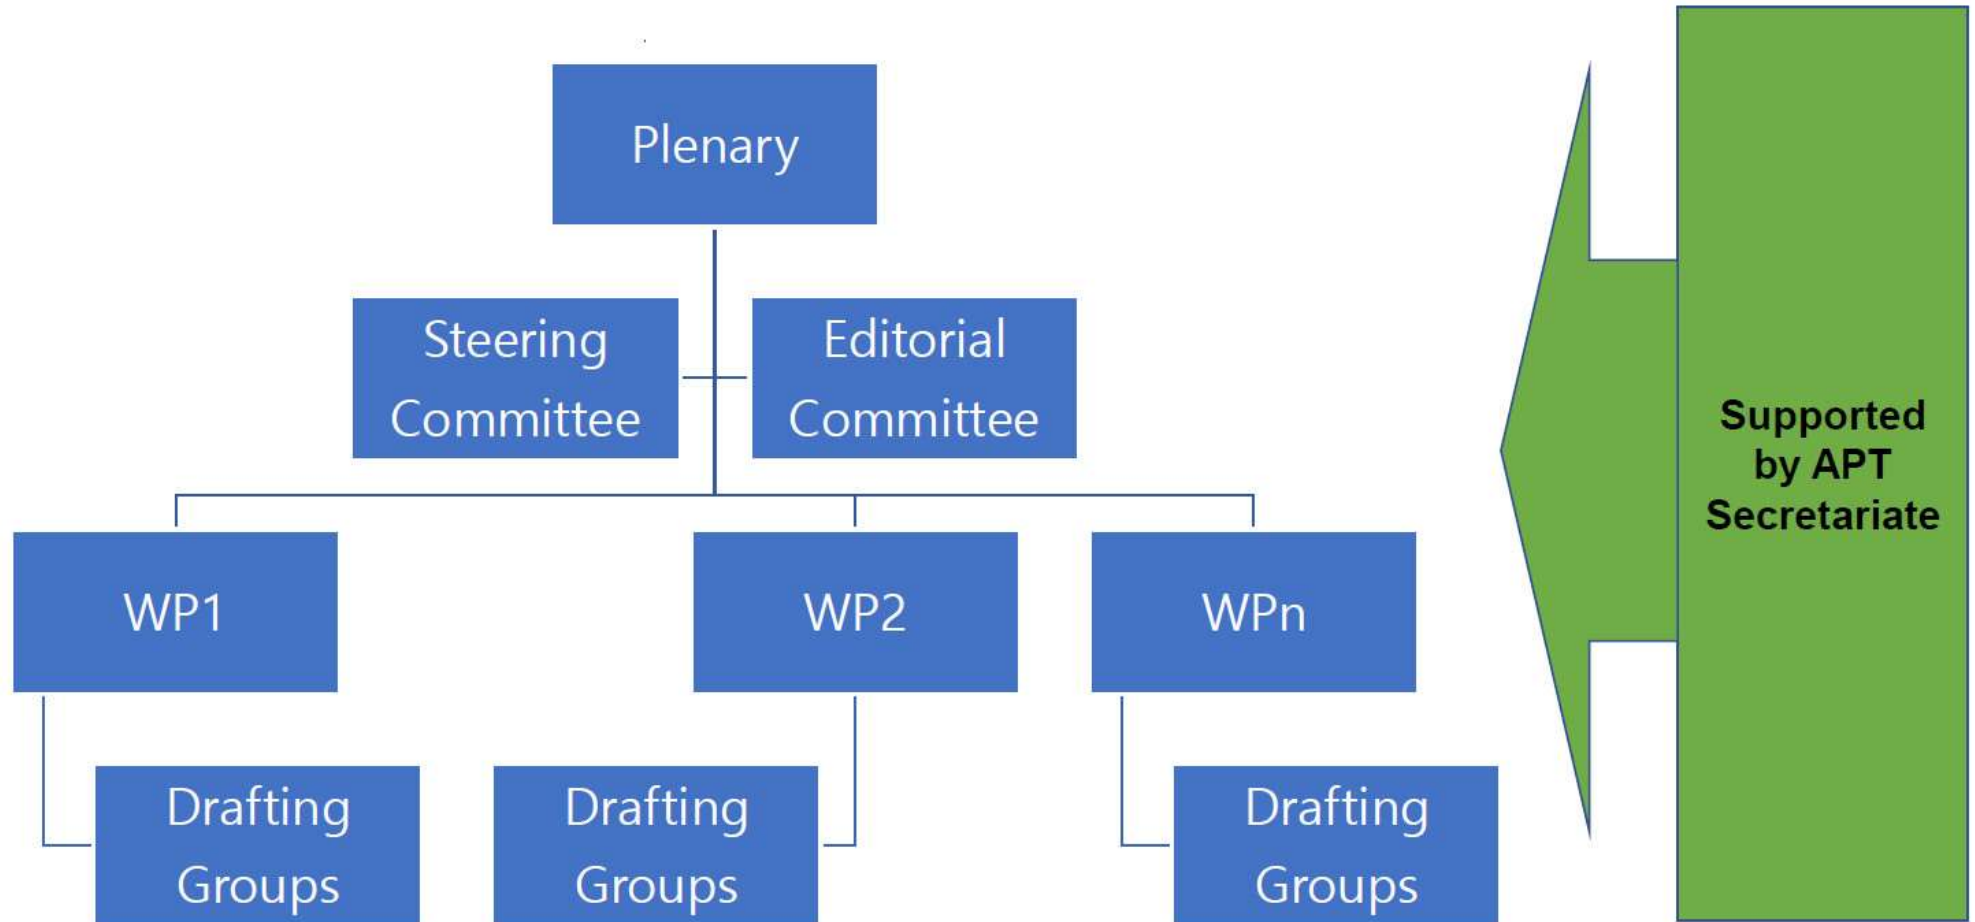 Plenary
Steering
Committee
Editorial
Committee
WP1
WP2
WPn
Drafting
Groups
Drafting
Groups
Drafting
Groups
Supported
by APT
Secretariate